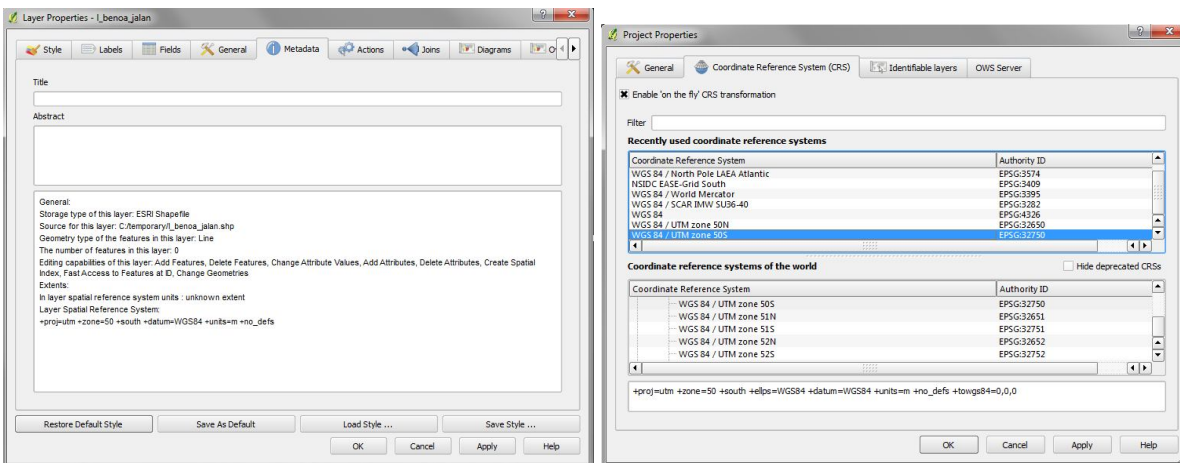 Layer Properties - l_benoa_jalan
Style
Labels
Fields
General
Metadata
Actions
Joins
Diagrams
Title
Abstract
General:
Storage type of this layer: ESRI Shapefile
Source for this layer: C:/temporary/l_benoa_jalan.shp
Geometry type of the features in this layer: Line
The number of features in this layer: 0
Editing capabilities of this layer: Add Features, Delete Features, Change Attribute Values, Add Attributes, Delete Attributes, Create Spatial
Index, Fast Access to Features at ID, Change Geometries
Extents:
In layer spatial reference system units : unknown extent
Layer Spatial Reference System:
+proj=utm +zone=50 +south +datum=WGS84 +units=m +no_defs
Restore Default Style
Save As Default
Load Style ...
Save Style ...
OK
Cancel
Apply
Help
Project Properties
General
Coordinate Reference System (CRS)
Identifiable layers
OWS Server
Enable 'on the fly' CRS transformation
Filter
Recently used coordinate reference systems
Coordinate Reference System Authority ID
WGS 84 / North Pole LAEA Atlantic EPSG:3574
NSIDC EASE-Grid South EPSG:3409
WGS 84 / World Mercator EPSG:3395
WGS 84 / SCAR IMW SU36-40 EPSG:3282
WGS 84 EPSG:4326
WGS 84 / UTM zone 50N EPSG:32650
WGS 84 / UTM zone 50S EPSG:32750
Coordinate reference systems of the world
Hide deprecated CRSs
Coordinate Reference System Authority ID
WGS 84 / UTM zone 50S EPSG:32750
WGS 84 / UTM zone 51N EPSG:32651
WGS 84 / UTM zone 51S EPSG:32751
WGS 84 / UTM zone 52N EPSG:32652
WGS 84 / UTM zone 52S EPSG:32752
+proj=utm +zone=50 +south +ellps=WGS84 +datum=WGS84 +units=m +no_defs +towgs84=0,0,0
OK
Cancel
Apply
Help